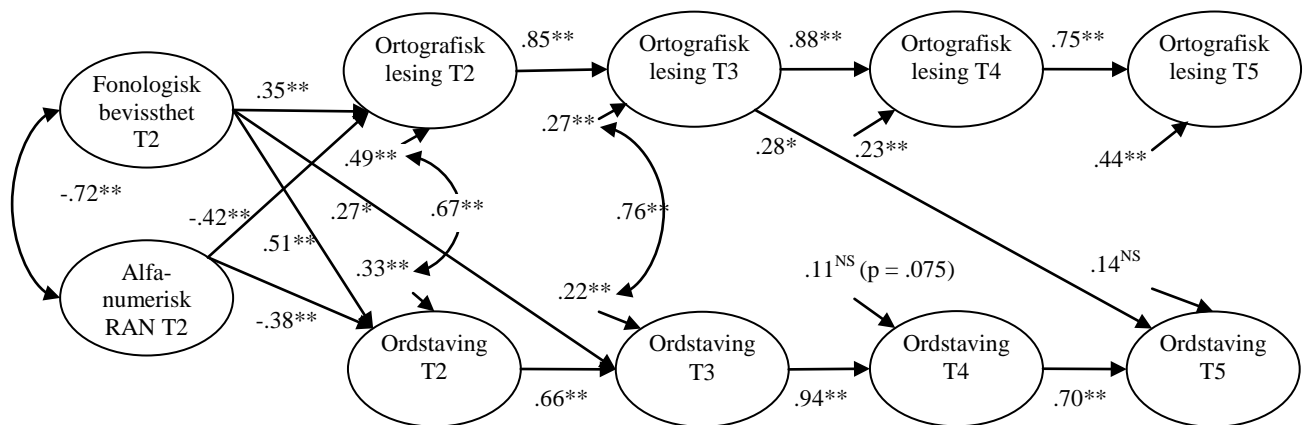 Fonologisk
bevissthet
T2
Alfa-
numerisk
RAN T2
-.72**
.35**
-.42**
.51**
-.38**
.27*
Ortografisk
lesing T2
.85**
Ortografisk
lesing T3
.88**
Ortografisk
lesing T4
.75**
Ortografisk
lesing T5
.49**
.67**
.33**
.27**
.76**
.22**
.28*
.23**
.44**
.11NS (p = .075)
.14NS
Ordstaving
T2
.66**
Ordstaving
T3
.94**
Ordstaving
T4
.70**
Ordstaving
T5